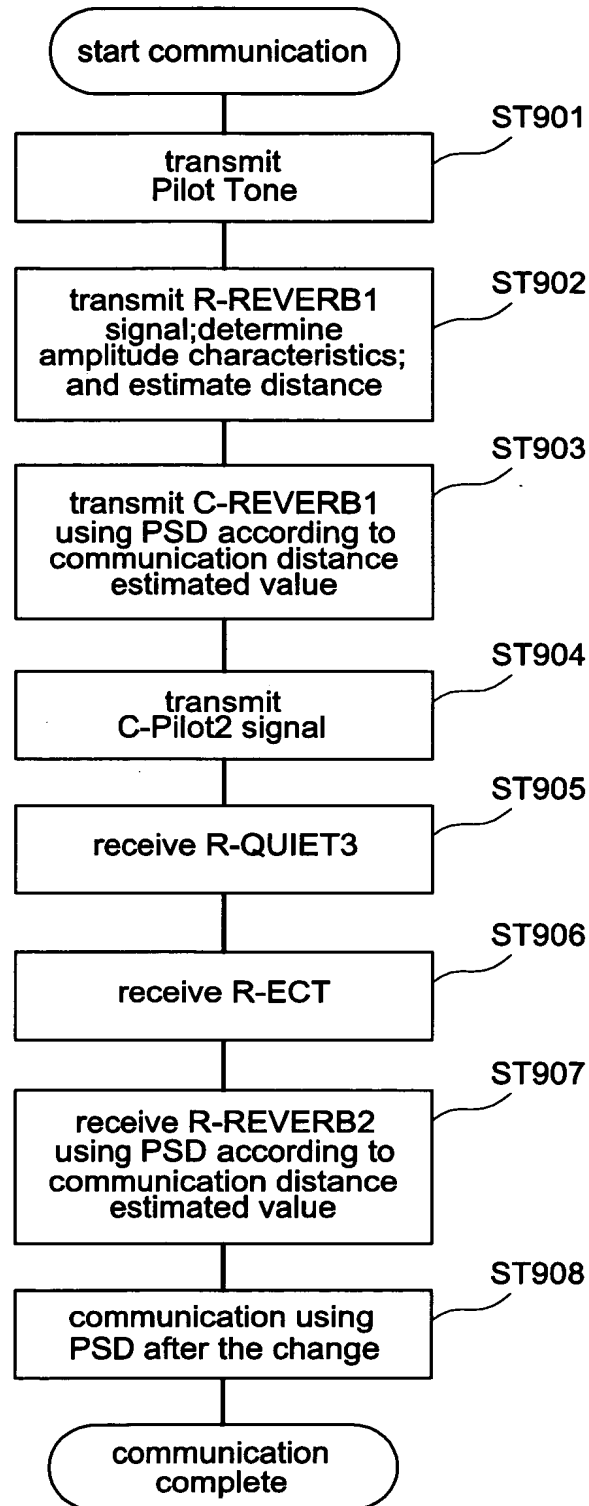 start communication
ST901
transmit
Pilot Tone
ST902
transmit R-REVERB1
signal;determine
amplitude characteristics;
and estimate distance
ST903
transmit C-REVERB1
using PSD according to
communication distance
estimated value
ST904
transmit
C-Pilot2 signal
ST905
receive R-QUIET3
ST906
receive R-ECT
ST907
receive R-REVERB2
using PSD according to
communication distance
estimated value
ST908
communication using
PSD after the change
communication
complete